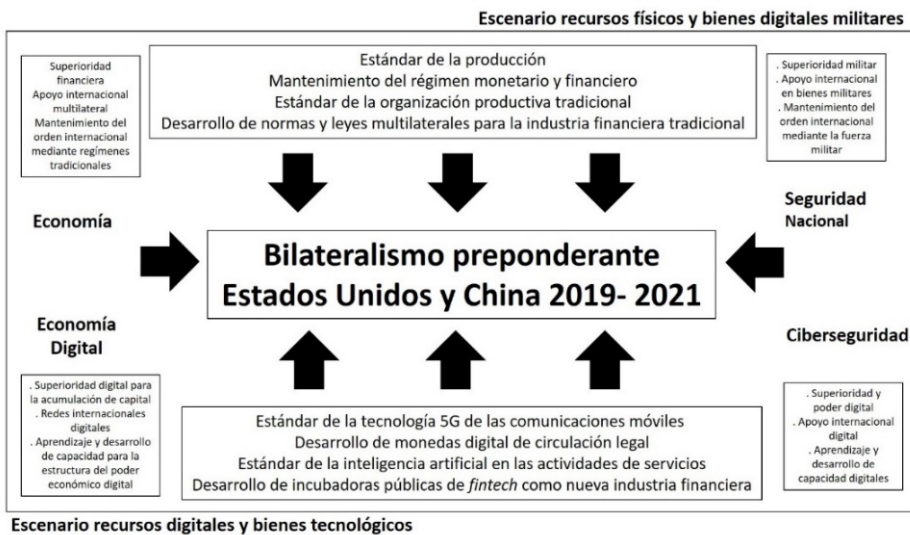 Escenario recursos físicos y bienes digitales militares
Superioridad
financiera
Apoyo internacional
multilateral
Mantenimiento del
orden internacional
mediante regímenes
tradicionales
Estándar de la producción
Mantenimiento del régimen monetario y financiero
Estándar de la organización productiva tradicional
Desarrollo de normas y leyes multilaterales para la industria financiera tradicional
. Superioridad militar
. Apoyo internacional
en bienes militares
. Mantenimiento del
orden internacional
mediante la fuerza
militar
Economía
Seguridad
Nacional
Bilateralismo preponderante
Estados Unidos y China 2019- 2021
Economía
Digital
Ciberseguridad
. Superioridad digital para
la acumulación de capital
. Redes internacionales
digitales
. Aprendizaje y desarrollo
de capacidad para la
estructura del poder
económico digital
Estándar de la tecnología 5G de las comunicaciones móviles
Desarrollo de monedas digital de circulación legal
Estándar de la inteligencia artificial en las actividades de servicios
Desarrollo de incubadoras públicas de fintech como nueva industria financiera
. Superioridad y
poder digital
. Apoyo internacional
digital
. Aprendizaje y
desarrollo de
capacidad digitales
Escenario recursos digitales y bienes tecnológicos